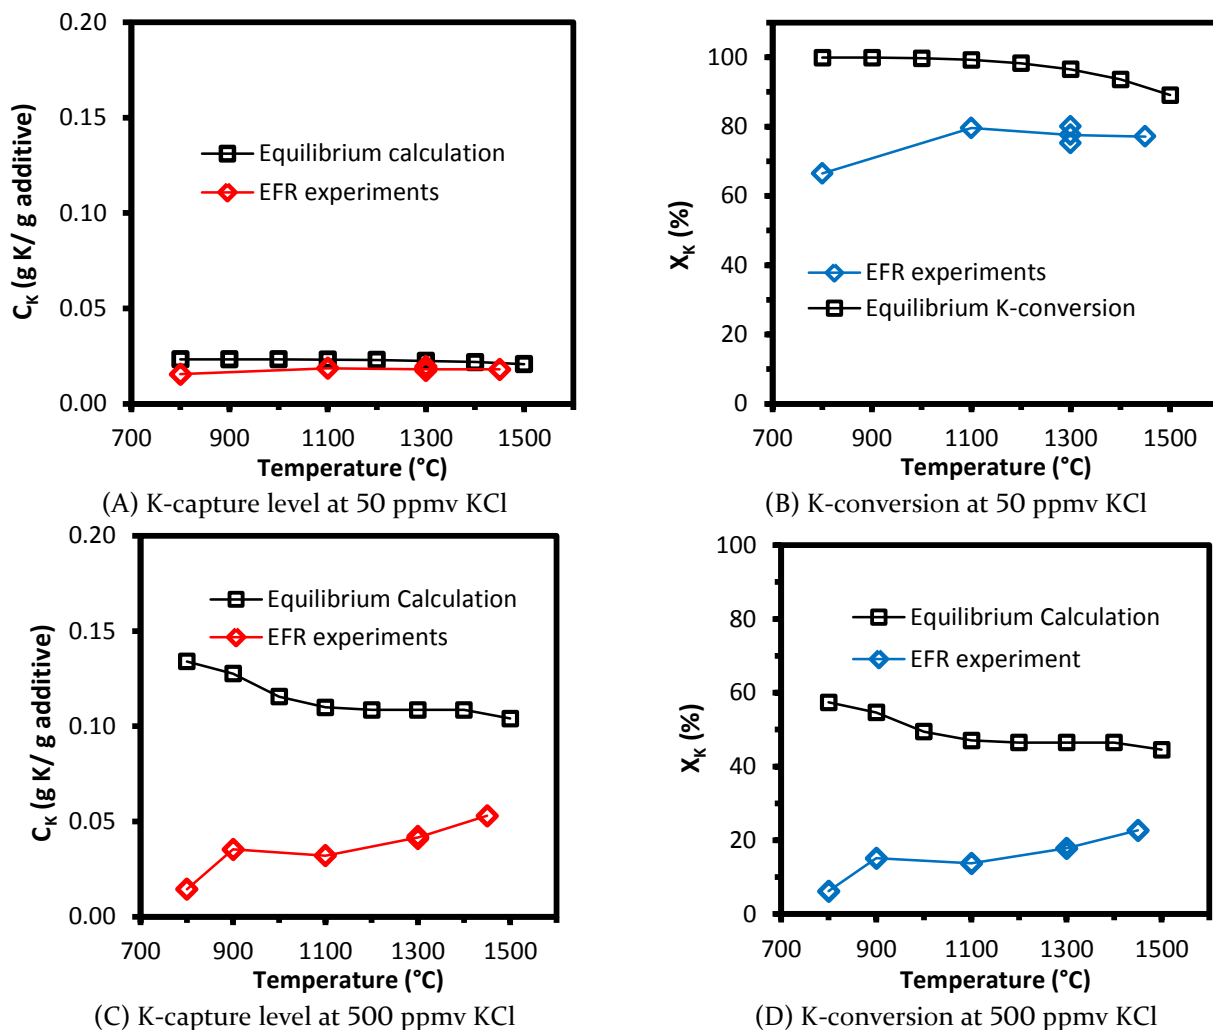 0.20
0.15
0.10
0.05
0.00
C_K (g K/ g additive)
Equilibrium calculation
EFR experiments
700 900 1100 1300 1500
Temperature (°C)
(A) K-capture level at 50 ppmv KCl
100
80
60
40
20
0
X_K (%)
EFR experiments
Equilibrium K-conversion
700 900 1100 1300 1500
Temperature (°C)
(B) K-conversion at 50 ppmv KCl
0.20
0.15
0.10
0.05
0.00
C_K (g K/ g additive)
Equilibrium Calculation
EFR experiments
700 900 1100 1300 1500
Temperature (°C)
(C) K-capture level at 500 ppmv KCl
100
80
60
40
20
0
X_K (%)
Equilibrium Calculation
EFR experiment
700 900 1100 1300 1500
Temperature (°C)
(D) K-conversion at 500 ppmv KCl